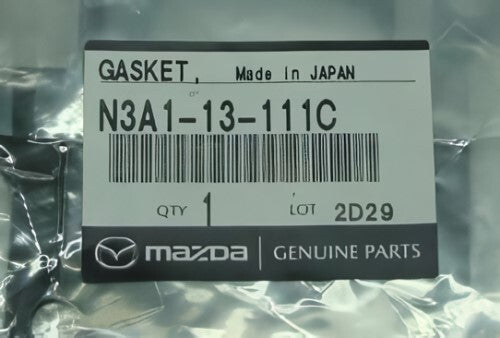 GASKET, Made in JAPAN
N3A1-13-111C
QTY 1 LOT 2D29
mazda GENUINE PARTS